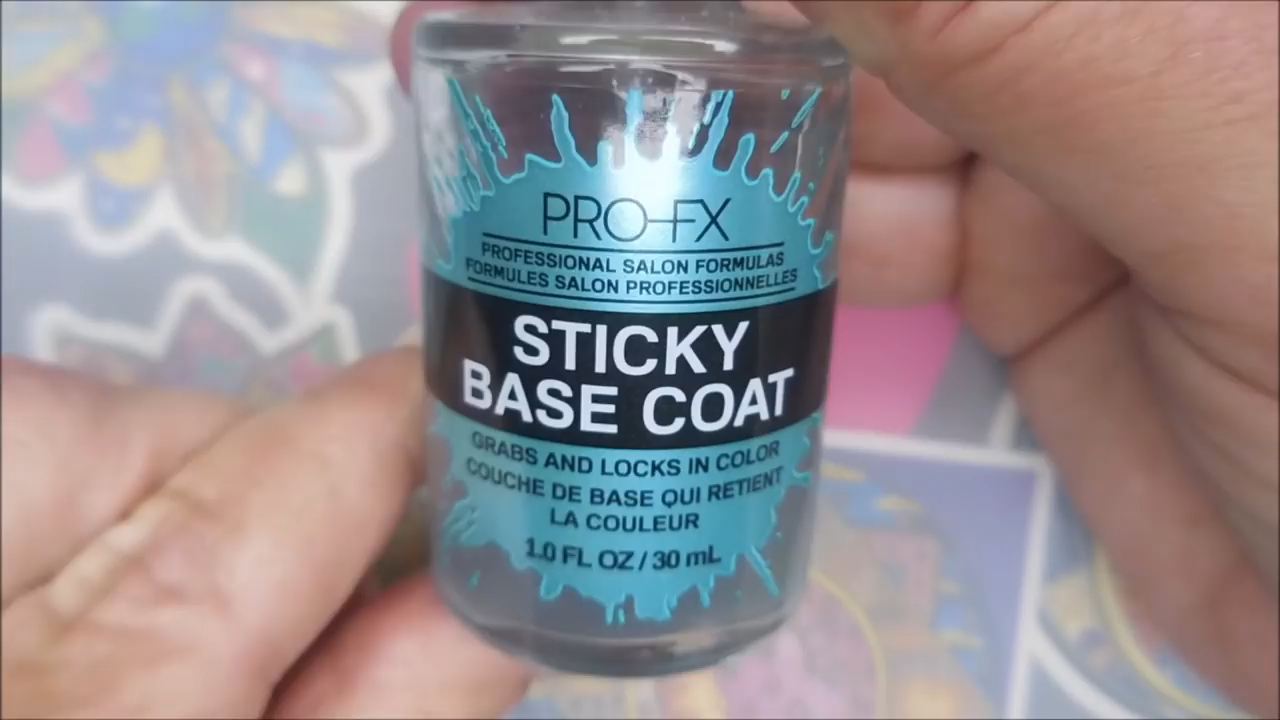 PRO-FX
PROFESSIONAL SALON FORMULAS
FORMULES SALON PROFESSIONNELLES
STICKY
BASE COAT
GRABS AND LOCKS IN COLOR
COUCHE DE BASE QUI RETIENT
LA COULEUR
1.0 FL OZ / 30 mL